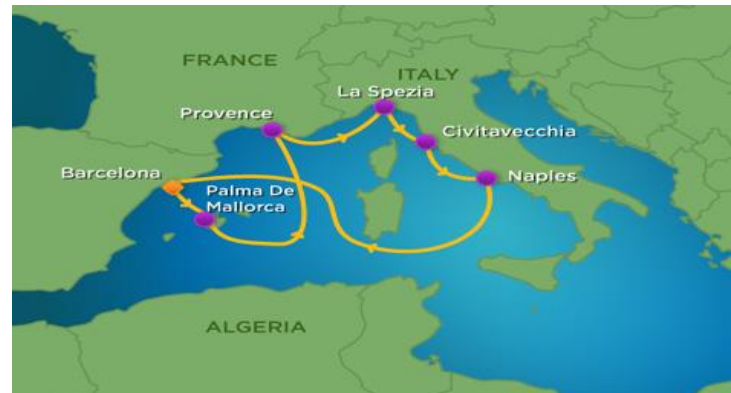 FRANCE
ITALY
La Spezia
Provence
Civitavecchia
Barcelona
Naples
Palma De
Mallorca
ALGERIA